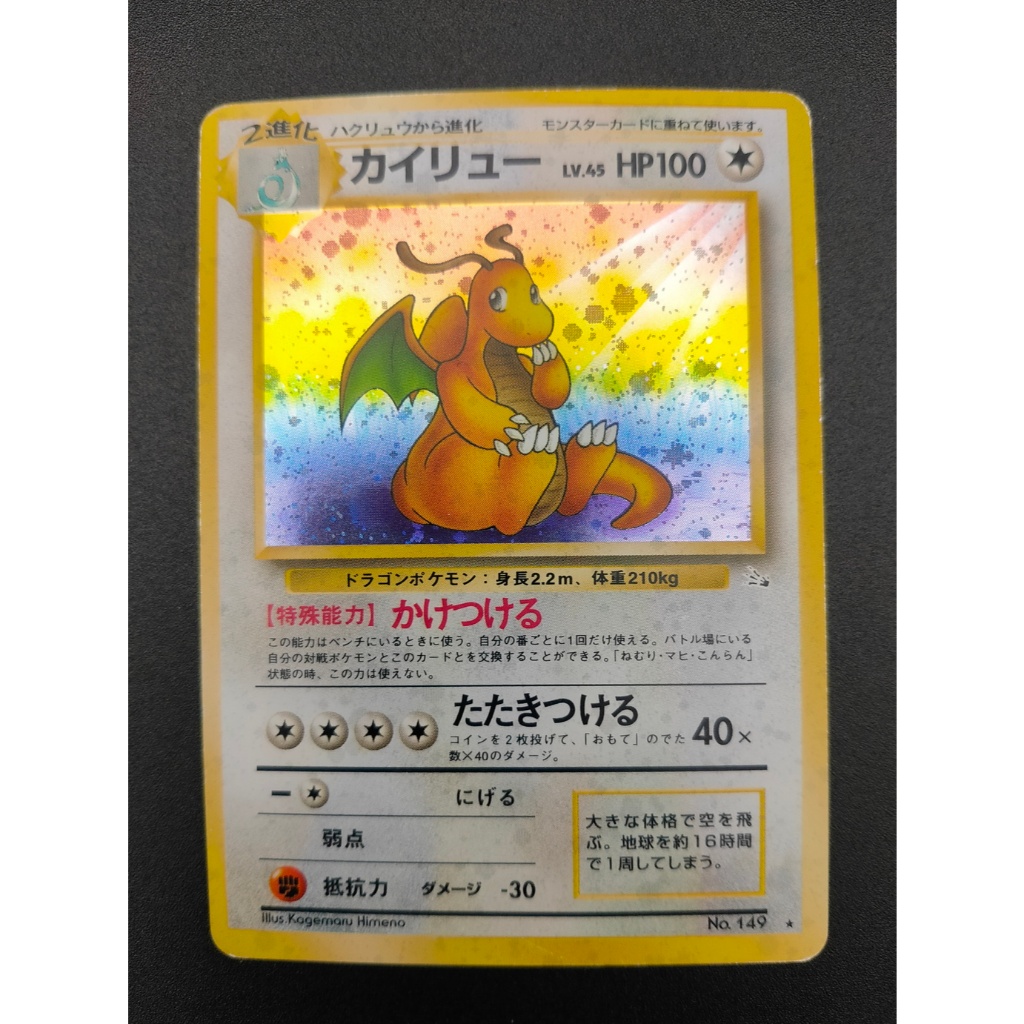 2進化 ハクリュウから進化 モンスターカードに重ねて使います。
カイリュー LV.45 HP100
ドラゴンポケモン：身長2.2m、体重210kg
【特殊能力】かけつける
この能力はベンチにいるときに使う。自分の番ごとに1回だけ使える。バトル場にいる
自分の対戦ポケモンとこのカードとを交換することができる。「ねむり・マヒ・こんらん」
状態の時、この力は使えない。
たたきつける 40×
コインを２枚投げて、「おもて」のでた
数×40のダメージ。
ー にげる
弱点
抵抗力 ダメージ -30
大きな体格で空を飛
ぶ。地球を約16時間
で1周してしまう。
Illus.Kagemaru Himeno
No. 149 ★